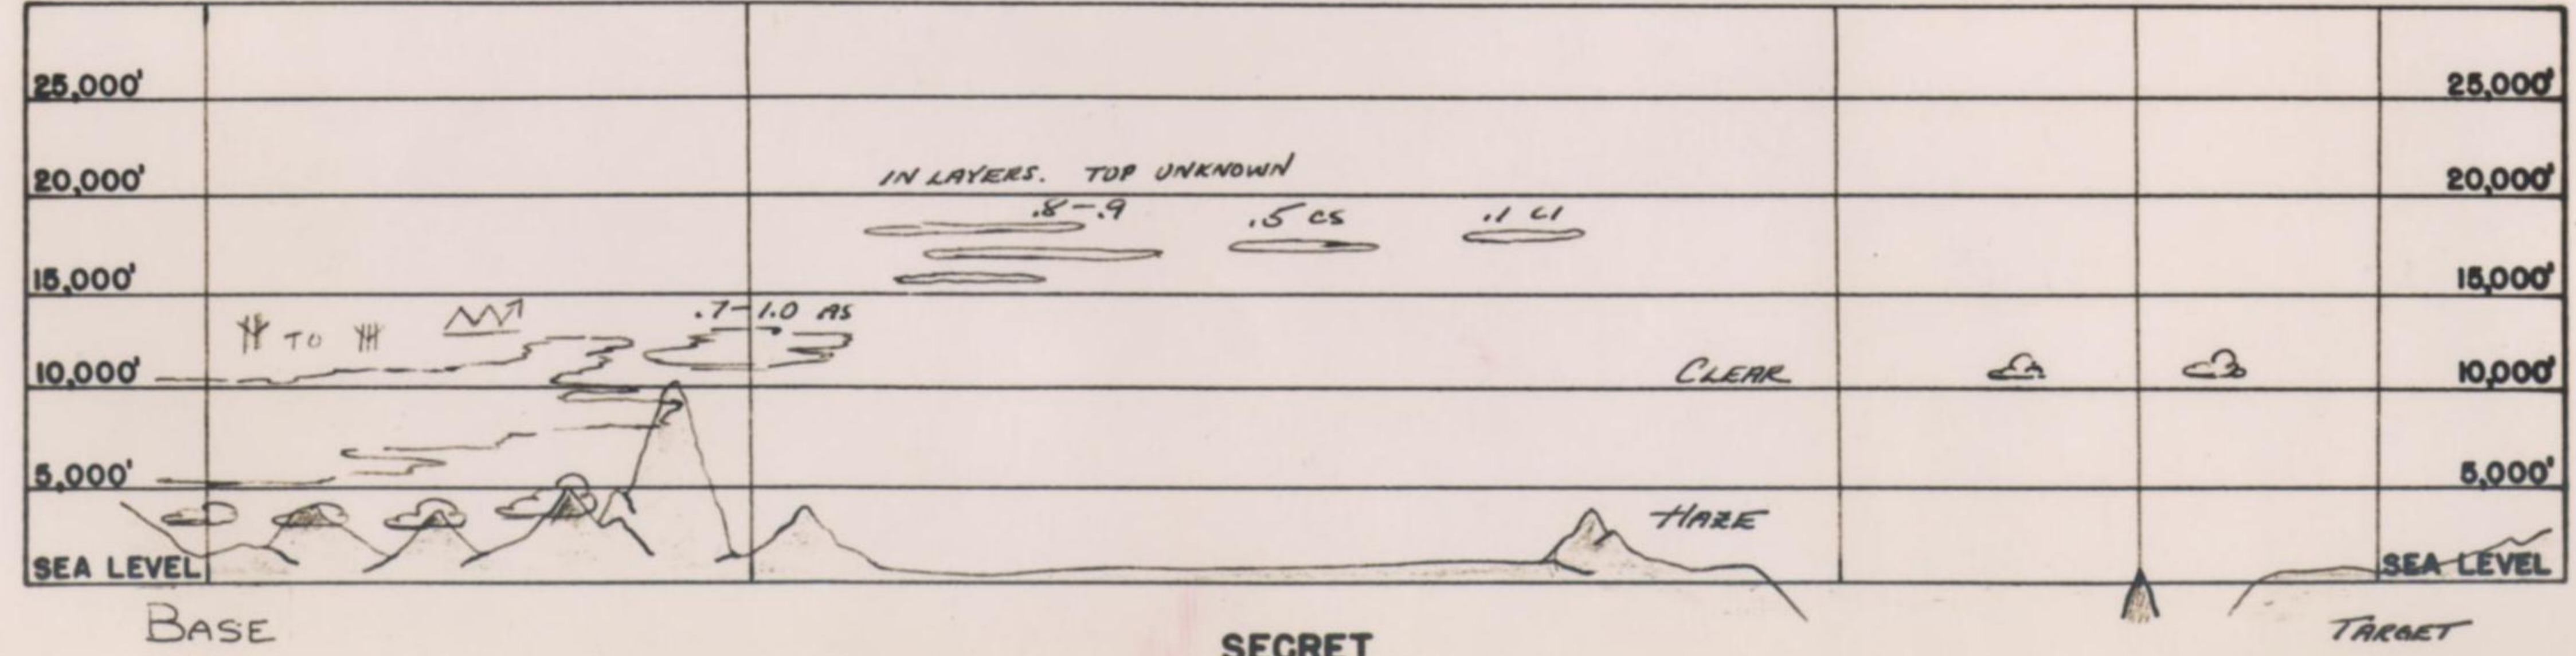 25,000' 25,000'
IN LAYERS. TOP UNKNOWN
20,000' 20,000'
.8-.9 .5 CS .1 CI
15,000' 15,000'
.7-1.0 AS
TO
10,000' CLEAR 10,000'
5,000' 5,000'
HAZE
SEA LEVEL SEA LEVEL
BASE TARGET
SECRET